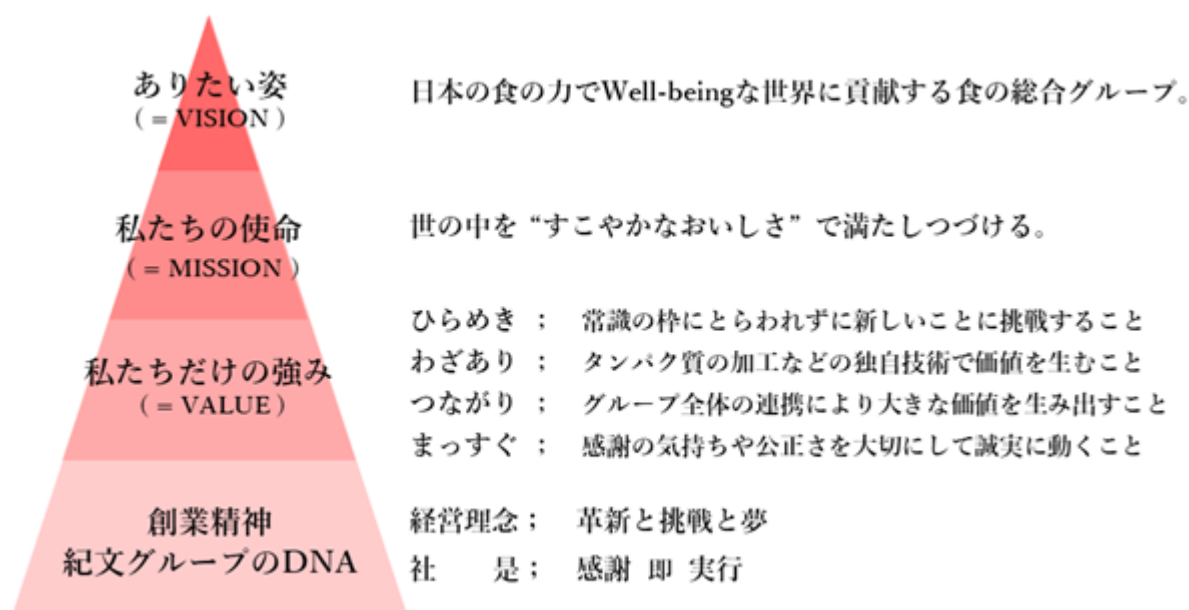 ありたい姿
（＝VISION）
日本の食の力でWell-beingな世界に貢献する食の総合グループ。
私たちの使命
（＝MISSION）
世の中を“すこやかなおいしさ”で満たしつづける。
私たちだけの強み
（＝VALUE）
ひらめき ； 常識の枠にとらわれずに新しいことに挑戦すること
わざあり ； タンパク質の加工などの独自技術で価値を生むこと
つながり ； グループ全体の連携により大きな価値を生み出すこと
まっすぐ ； 感謝の気持ちや公正さを大切にして誠実に動くこと
創業精神
紀文グループのDNA
経営理念； 革新と挑戦と夢
社　　是； 感謝 即 実行